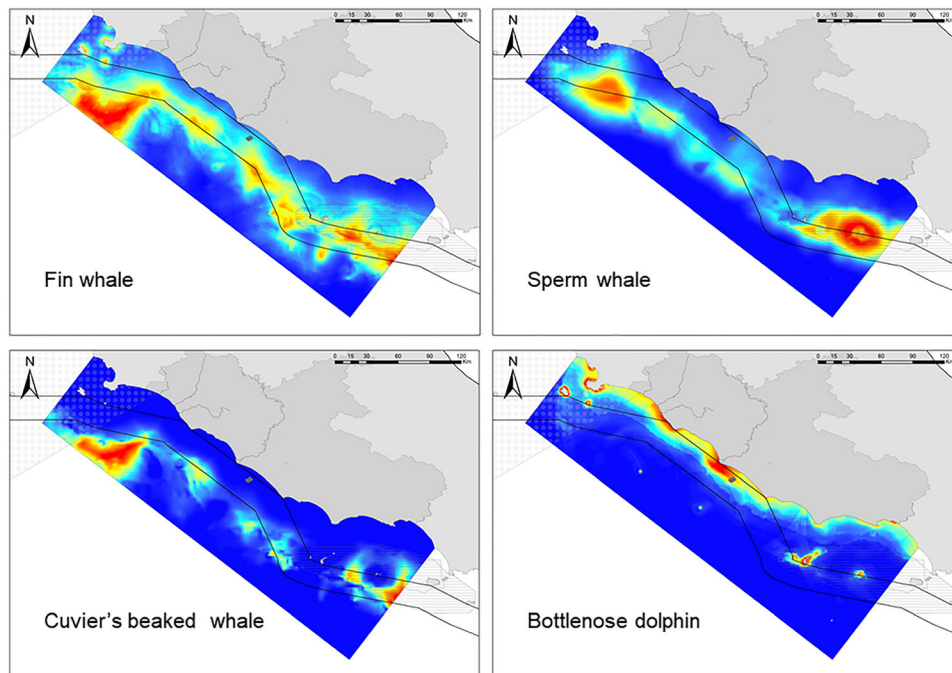 N
0 15 30 60 90 120
Km
Fin whale
N
0 15 30 60 90 120
Km
Sperm whale
N
0 15 30 60 90 120
Km
Cuvier's beaked whale
N
0 15 30 60 90 120
Km
Bottlenose dolphin